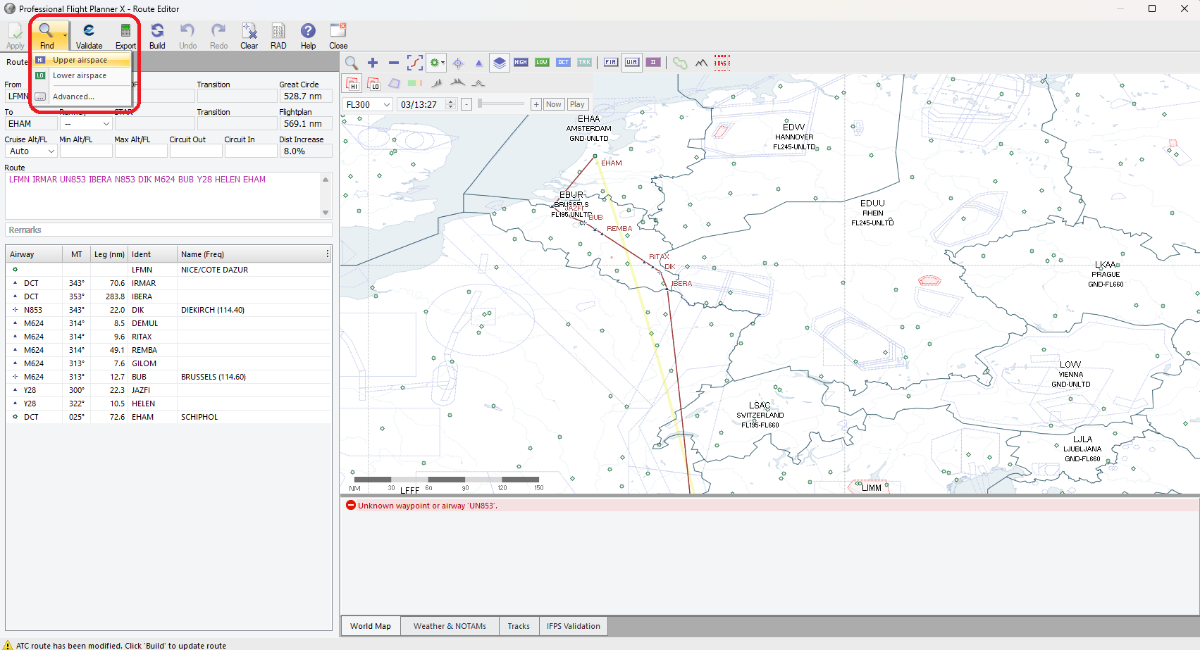 Professional Flight Planner X - Route Editor
Apply Find Validate Export Build Undo Redo Clear RAD Help Close
HI Upper airspace
LO Lower airspace
Advanced...
Route
From Transition Great Circle
LFMN 528.7 nm
To Transition Flightplan
EHAM -- 569.1 nm
Cruise Alt/FL Min Alt/FL Max Alt/FL Circuit Out Circuit In Dist Increase
Auto 8.0%
Route
LFMN IRMAR UN853 IBERA N853 DIK M624 BUB Y28 HELEN EHAM
Remarks
Airway MT Leg (nm) Ident Name (Freq)
LFMN NICE/COTE DAZUR
DCT 343° 70.6 IRMAR
DCT 353° 283.8 IBERA
N853 343° 22.0 DIK DIEKIRCH (114.40)
M624 314° 8.5 DEMUL
M624 314° 9.6 RITAX
M624 314° 49.1 REMBA
M624 313° 7.6 GILOM
M624 313° 12.7 BUB BRUSSELS (114.60)
Y28 300° 22.3 JAZFI
Y28 322° 10.5 HELEN
DCT 025° 72.6 EHAM SCHIPHOL
HIGH LOW DCT TRK FIR UIR
HI LO
FL300 03/13:27 - + Now Play
EHAA
AMSTERDAM
GND-UNLTD
EDVV
HANNOVER
FL245-UNLTD
EHAM
EBUR
BRUSSELS
FL195-UNLTD
JAZFI
BUB
REMBA
EDUU
RHEIN
FL245-UNLTD
RITAX
DIK
IBERA
LKAA
PRAGUE
GND-FL660
LOVV
VIENNA
GND-UNLTD
LSAC
SWITZERLAND
FL195-FL660
LJLA
LJUBLJANA
GND-FL660
LIMM
NM 30 60 90 120 150
LFFF
Unknown waypoint or airway 'UN853'.
World Map Weather & NOTAMs Tracks IFPS Validation
ATC route has been modified. Click 'Build' to update route